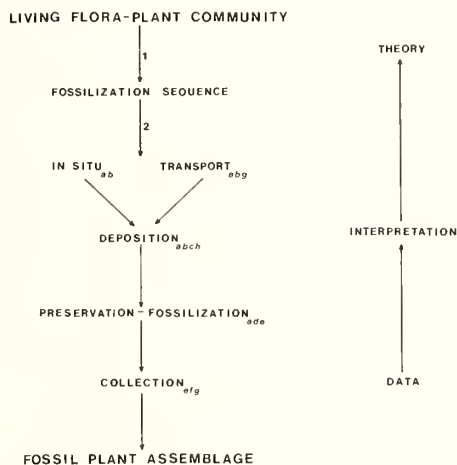 LIVING FLORA-PLANT COMMUNITY
1
FOSSILIZATION SEQUENCE
2
IN SITU ab TRANSPORT abg
DEPOSITION abch
PRESERVATION - FOSSILIZATION ade
COLLECTION efg
FOSSIL PLANT ASSEMBLAGE
THEORY
INTERPRETATION
DATA